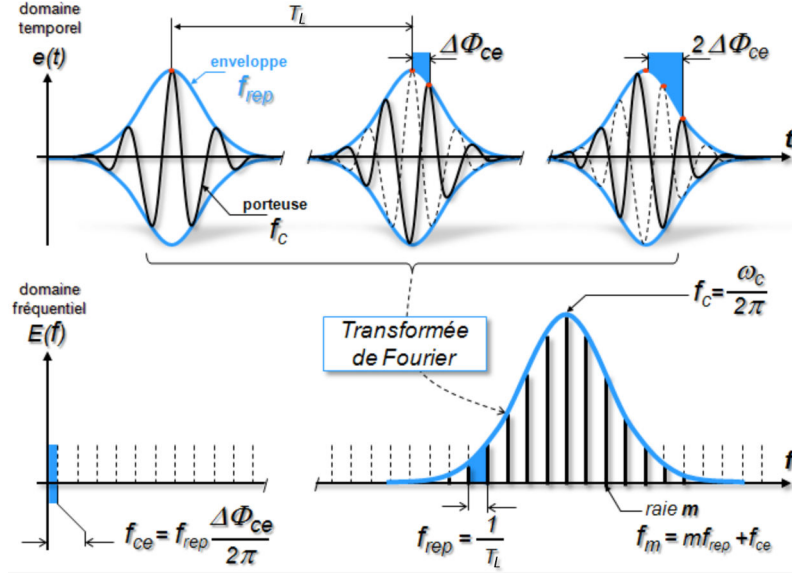 domaine
temporel
e(t)
T_L
enveloppe
f_rep
ΔΦ_ce
2 ΔΦ_ce
t
porteuse
f_c
domaine
fréquentiel
E(f)
Transformée
de Fourier
f_c = ω_c / 2π
f
f_ce = f_rep ΔΦ_ce / 2π
f_rep = 1 / T_L
raie m
f_m = mf_rep + f_ce